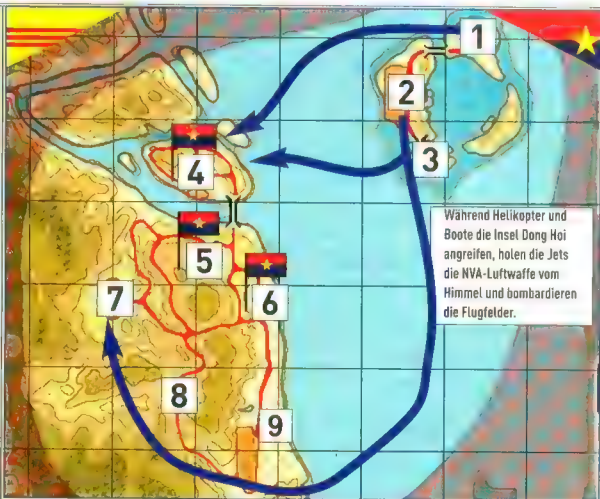 1
2
3
4
5
6
7
8
9
Während Helikopter und
Boote die Insel Dong Hoi
angreifen, holen die Jets
die NVA-Luftwaffe vom
Himmel und bombardieren
die Flugfelder.